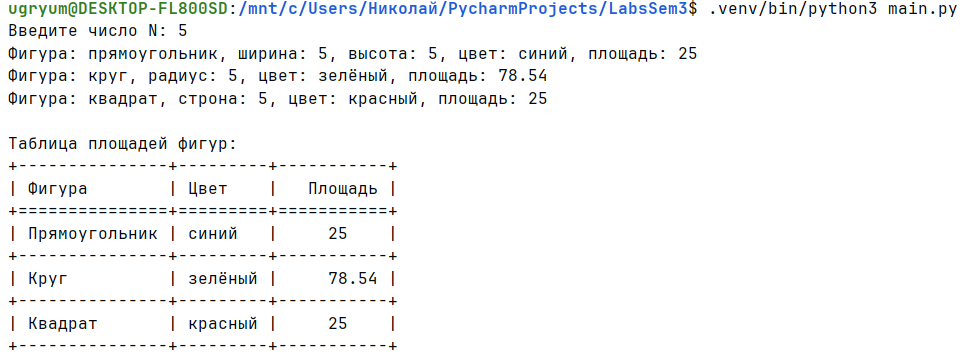 ugryum@DESKTOP-FL800SD:/mnt/c/Users/Николай/PycharmProjects/LabsSem3$ .venv/bin/python3 main.py
Введите число N: 5
Фигура: прямоугольник, ширина: 5, высота: 5, цвет: синий, площадь: 25
Фигура: круг, радиус: 5, цвет: зелёный, площадь: 78.54
Фигура: квадрат, строна: 5, цвет: красный, площадь: 25

Таблица площадей фигур:
+---------------+---------+-----------+
| Фигура        | Цвет    |   Площадь |
+===============+=========+===========+
| Прямоугольник | синий   |     25    |
+---------------+---------+-----------+
| Круг          | зелёный |     78.54 |
+---------------+---------+-----------+
| Квадрат       | красный |     25    |
+---------------+---------+-----------+